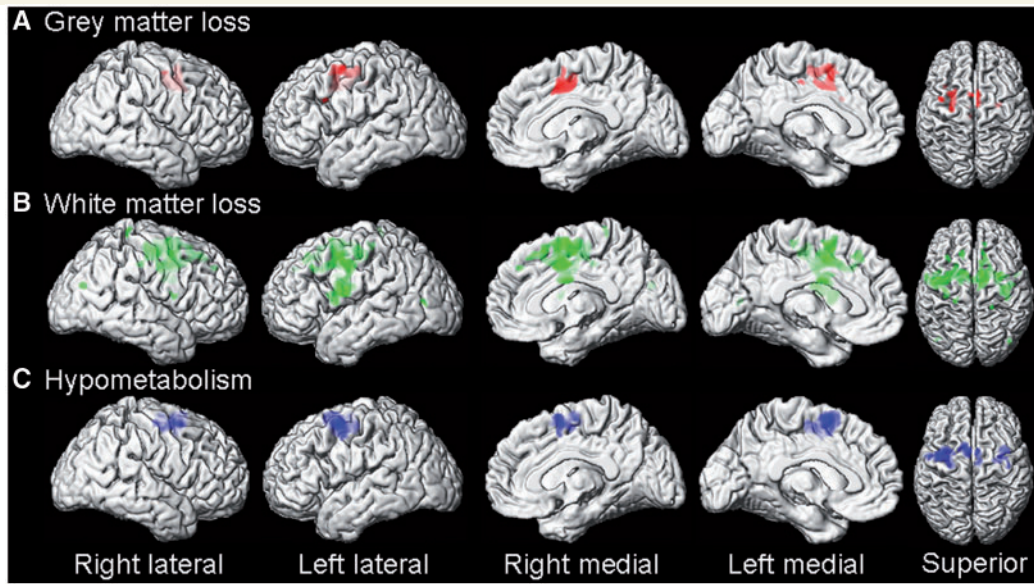 A Grey matter loss
B White matter loss
C Hypometabolism
Right lateral Left lateral Right medial Left medial Superior